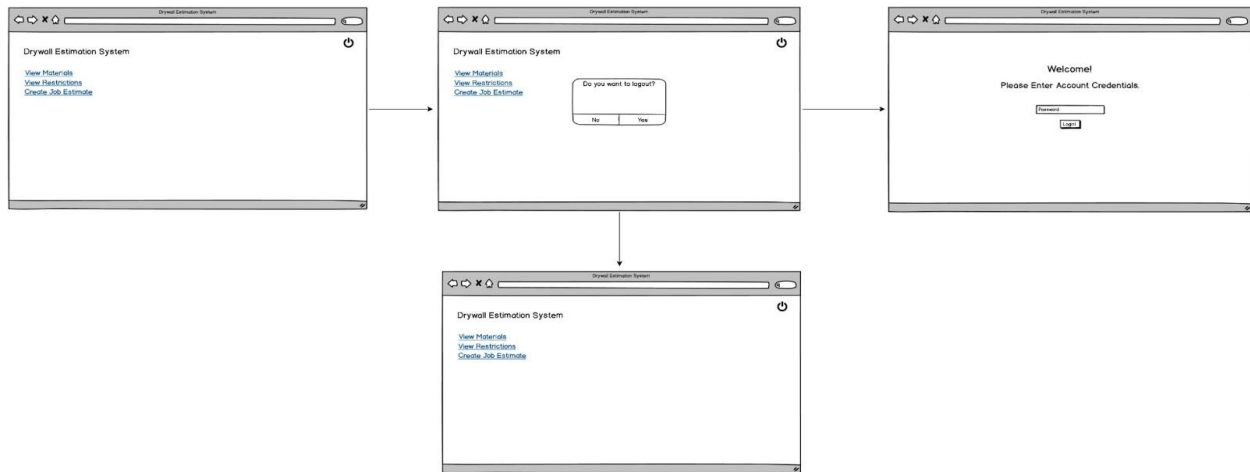 Drywall Estimation System
Drywall Estimation System
View Materials
View Restrictions
Create Job Estimate
Drywall Estimation System
Drywall Estimation System
View Materials
View Restrictions
Create Job Estimate
Do you want to logout?
No Yes
Drywall Estimation System
Welcome!
Please Enter Account Credentials.
Password
Login!
Drywall Estimation System
Drywall Estimation System
View Materials
View Restrictions
Create Job Estimate